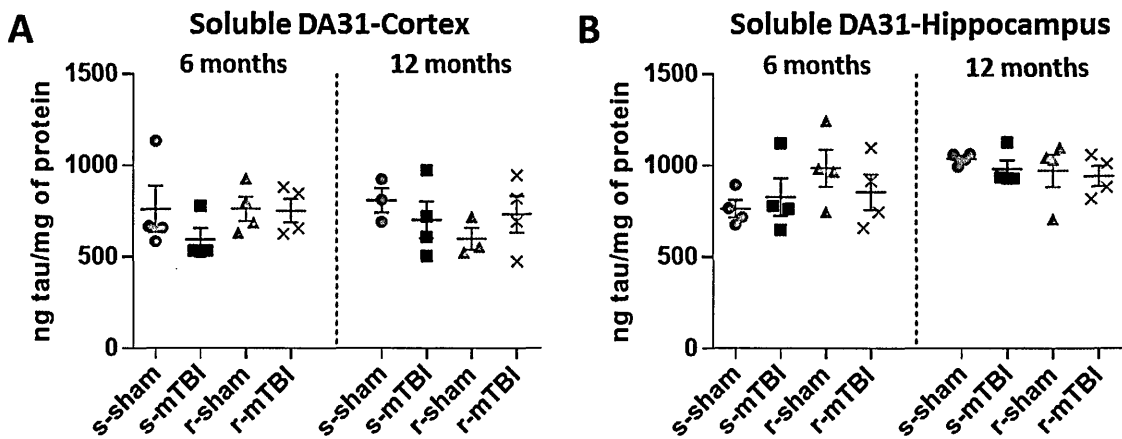 A
Soluble DA31-Cortex
6 months
12 months
ng tau/mg of protein
1500
1000
500
0
s-sham
s-mTBI
r-sham
r-mTBI
s-sham
s-mTBI
r-sham
r-mTBI
B
Soluble DA31-Hippocampus
6 months
12 months
ng tau/mg of protein
1500
1000
500
0
s-sham
s-mTBI
r-sham
r-mTBI
s-sham
s-mTBI
r-sham
r-mTBI